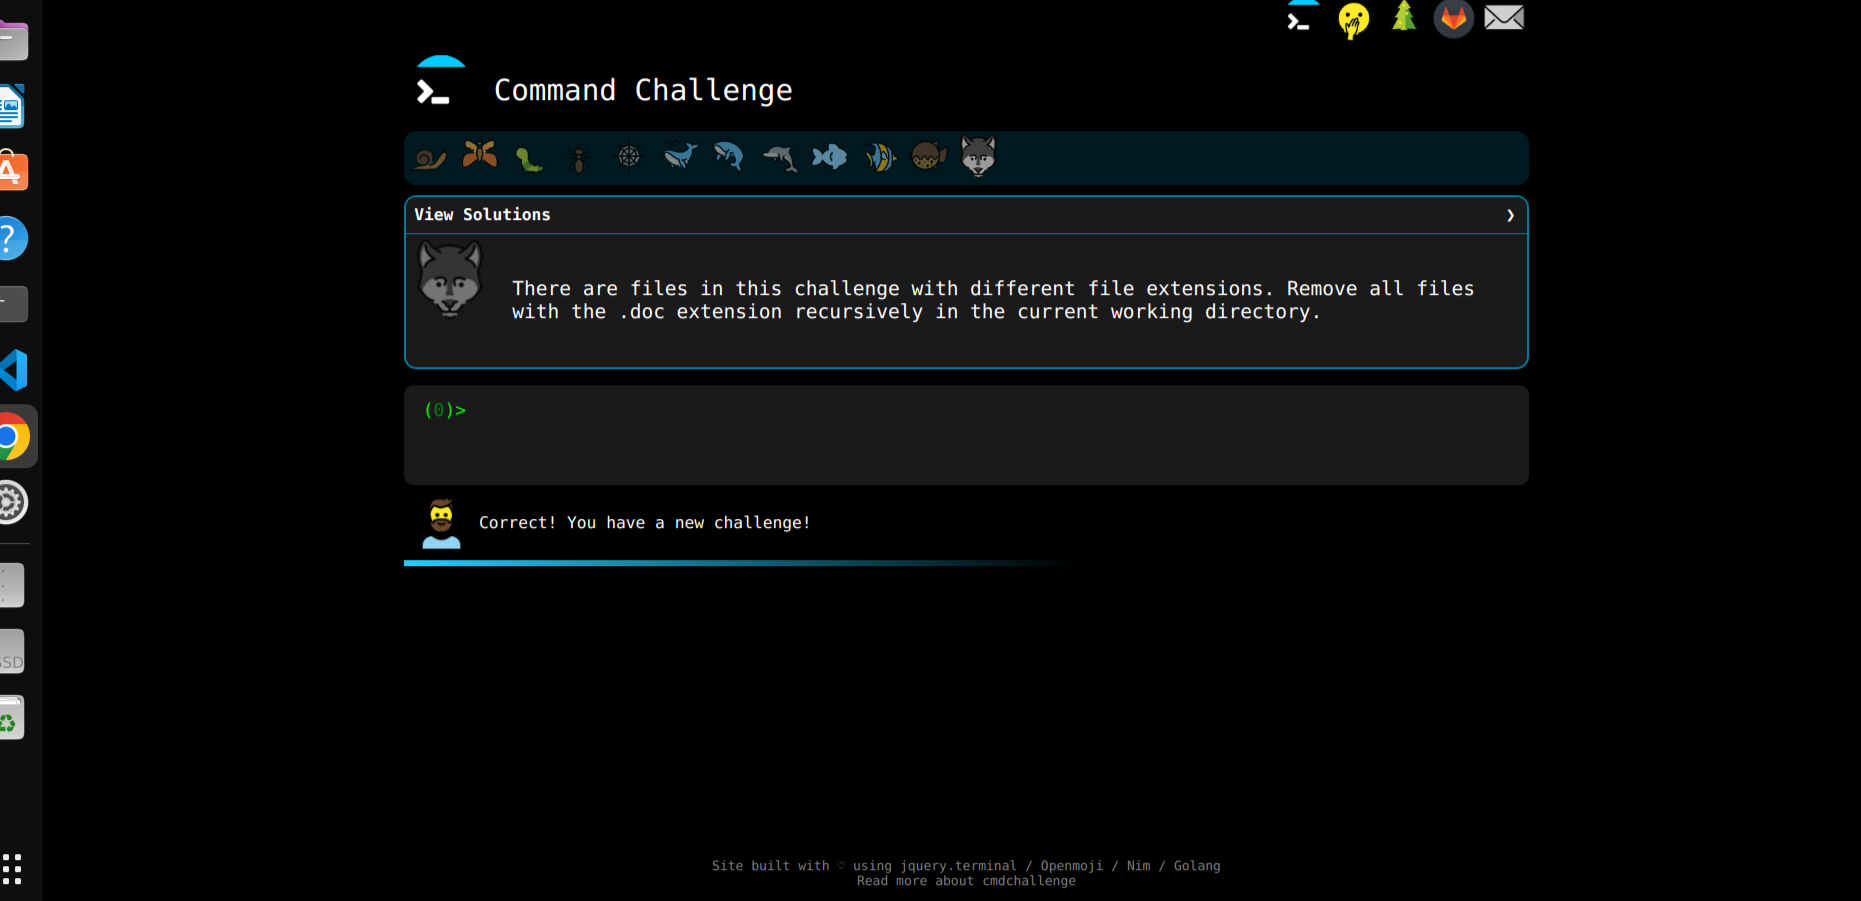 Command Challenge
View Solutions
There are files in this challenge with different file extensions. Remove all files
with the .doc extension recursively in the current working directory.
(0)>
Correct! You have a new challenge!
SSD
Site built with ♡ using jquery.terminal / Openmoji / Nim / Golang
Read more about cmdchallenge